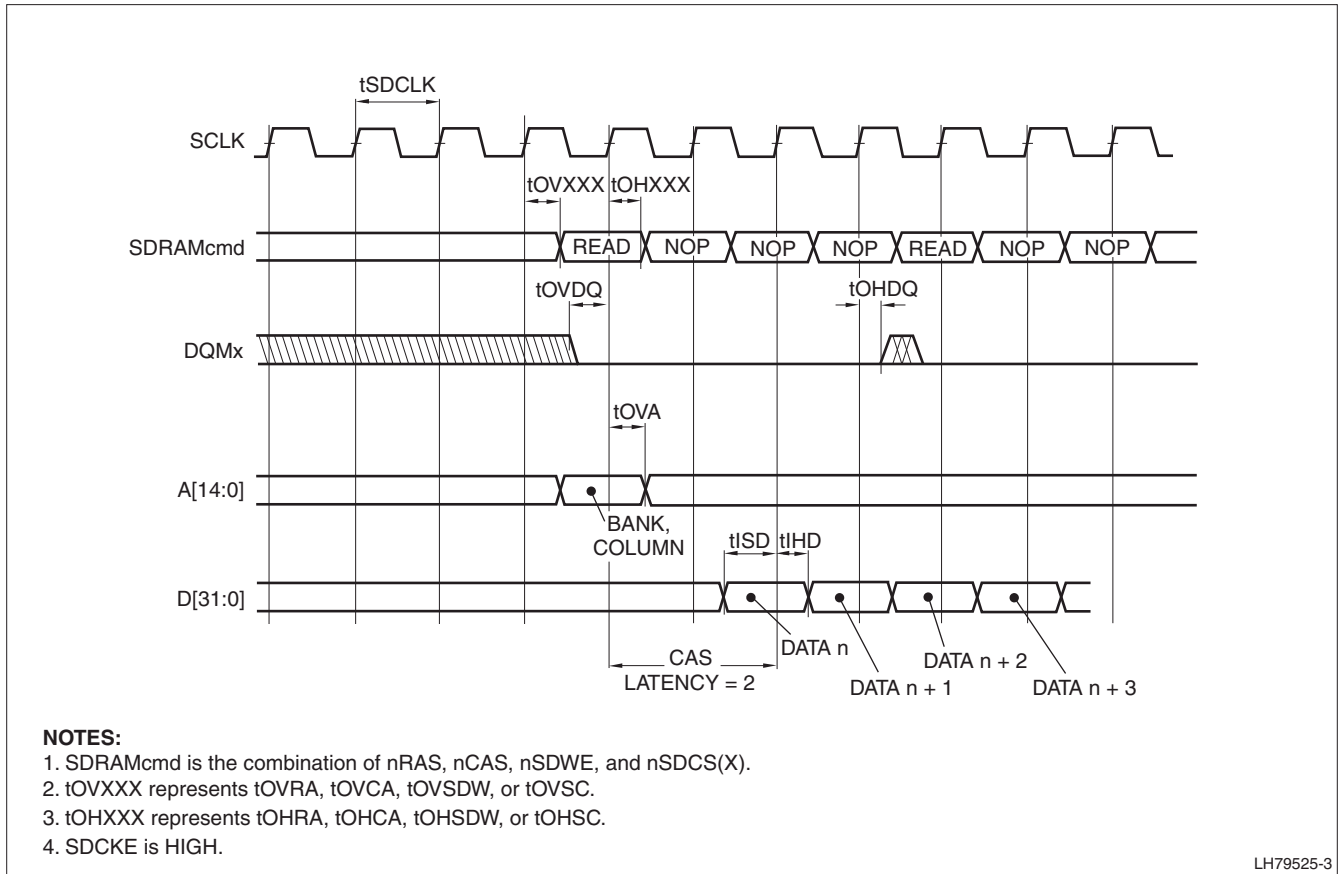 tSDCLK
SCLK
tOVXXX tOHXXX
SDRAMcmd READ NOP NOP NOP READ NOP NOP
tOVDQ tOHDQ
DQMx
tOVA
A[14:0]
BANK,
COLUMN
tISD tIHD
D[31:0]
DATA n
DATA n + 1
DATA n + 2
DATA n + 3
CAS
LATENCY = 2
NOTES:
1. SDRAMcmd is the combination of nRAS, nCAS, nSDWE, and nSDCS(X).
2. tOVXXX represents tOVRA, tOVCA, tOVSDW, or tOVSC.
3. tOHXXX represents tOHRA, tOHCA, tOHSDW, or tOHSC.
4. SDCKE is HIGH.
LH79525-3